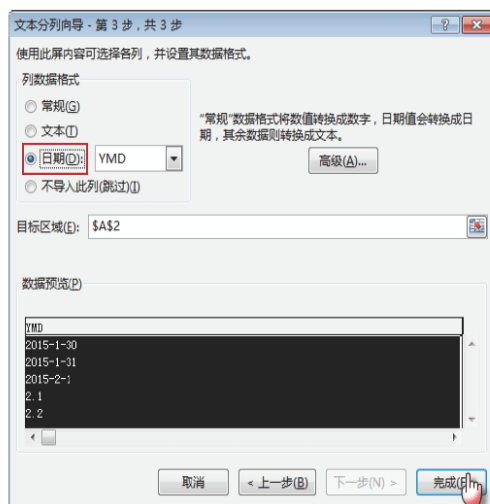 文本分列向导 - 第 3 步，共 3 步
使用此屏内容可选择各列，并设置其数据格式。
列数据格式
常规(G)
文本(T)
日期(D): YMD
不导入此列(跳过)(I)
"常规"数据格式将数值转换成数字，日期值会转换成日
期，其余数据则转换成文本。
高级(A)...
目标区域(E): $A$2
数据预览(P)
YMD
2015-1-30
2015-1-31
2015-2-1
2.1
2.2
取消
< 上一步(B)
下一步(N) >
完成(F)